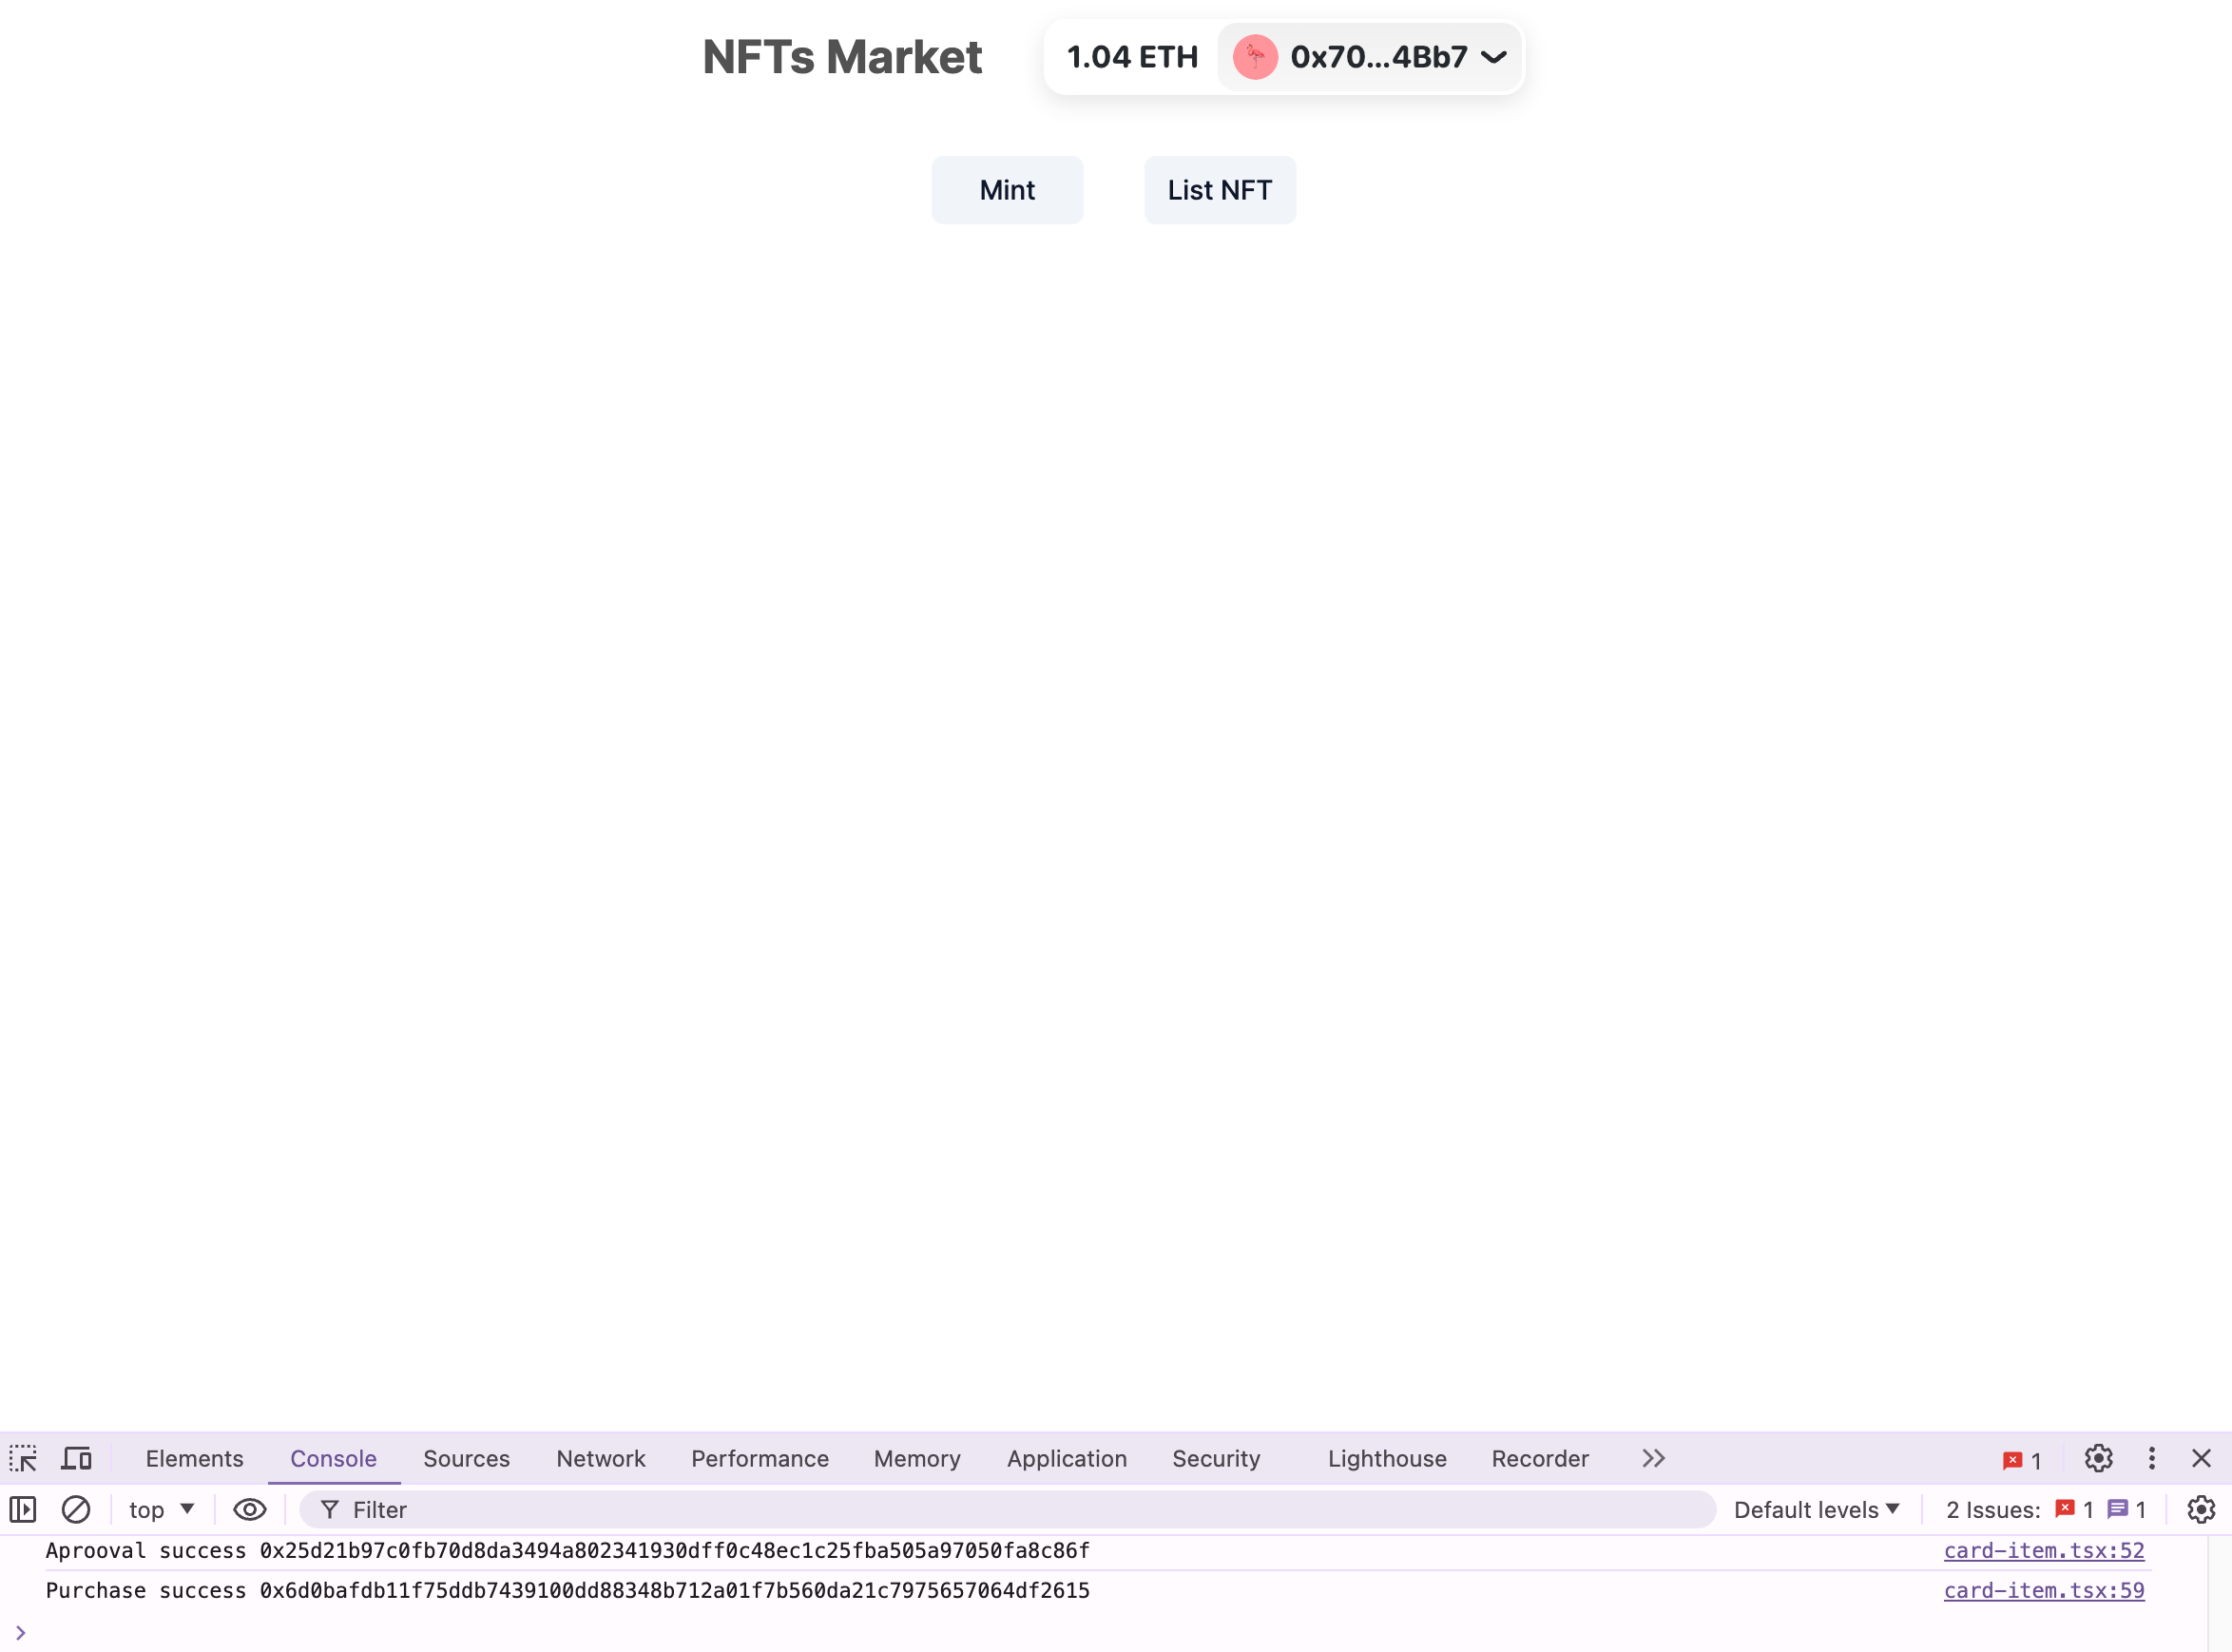 NFTs Market 1.04 ETH 0x70...4Bb7
Mint List NFT
Elements Console Sources Network Performance Memory Application Security Lighthouse Recorder 1
top Filter Default levels 2 Issues: 1 1
Aprooval success 0x25d21b97c0fb70d8da3494a802341930dff0c48ec1c25fba505a97050fa8c86f card-item.tsx:52
Purchase success 0x6d0bafdb11f75ddb7439100dd88348b712a01f7b560da21c7975657064df2615 card-item.tsx:59